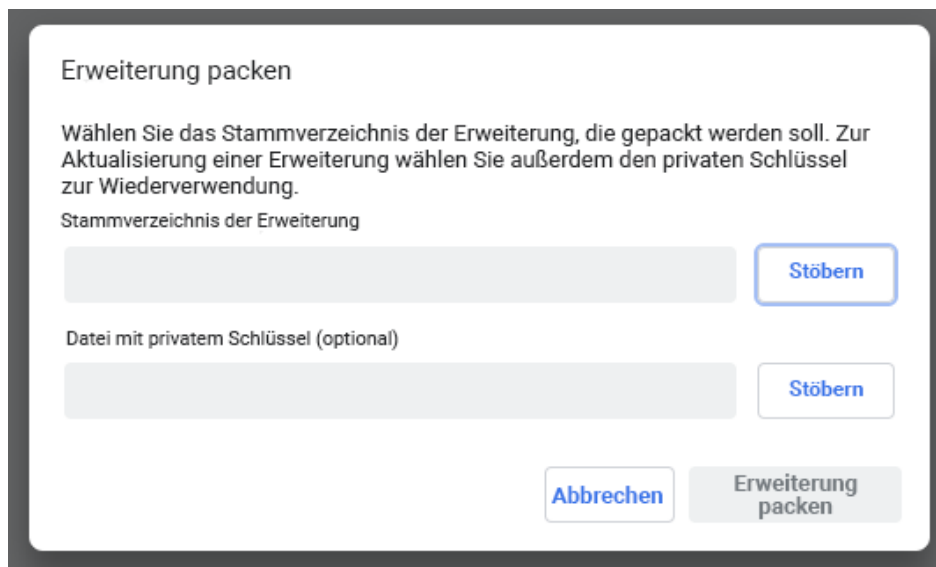 Erweiterung packen
Wählen Sie das Stammverzeichnis der Erweiterung, die gepackt werden soll. Zur
Aktualisierung einer Erweiterung wählen Sie außerdem den privaten Schlüssel
zur Wiederverwendung.
Stammverzeichnis der Erweiterung
Stöbern
Datei mit privatem Schlüssel (optional)
Stöbern
Abbrechen
Erweiterung
packen